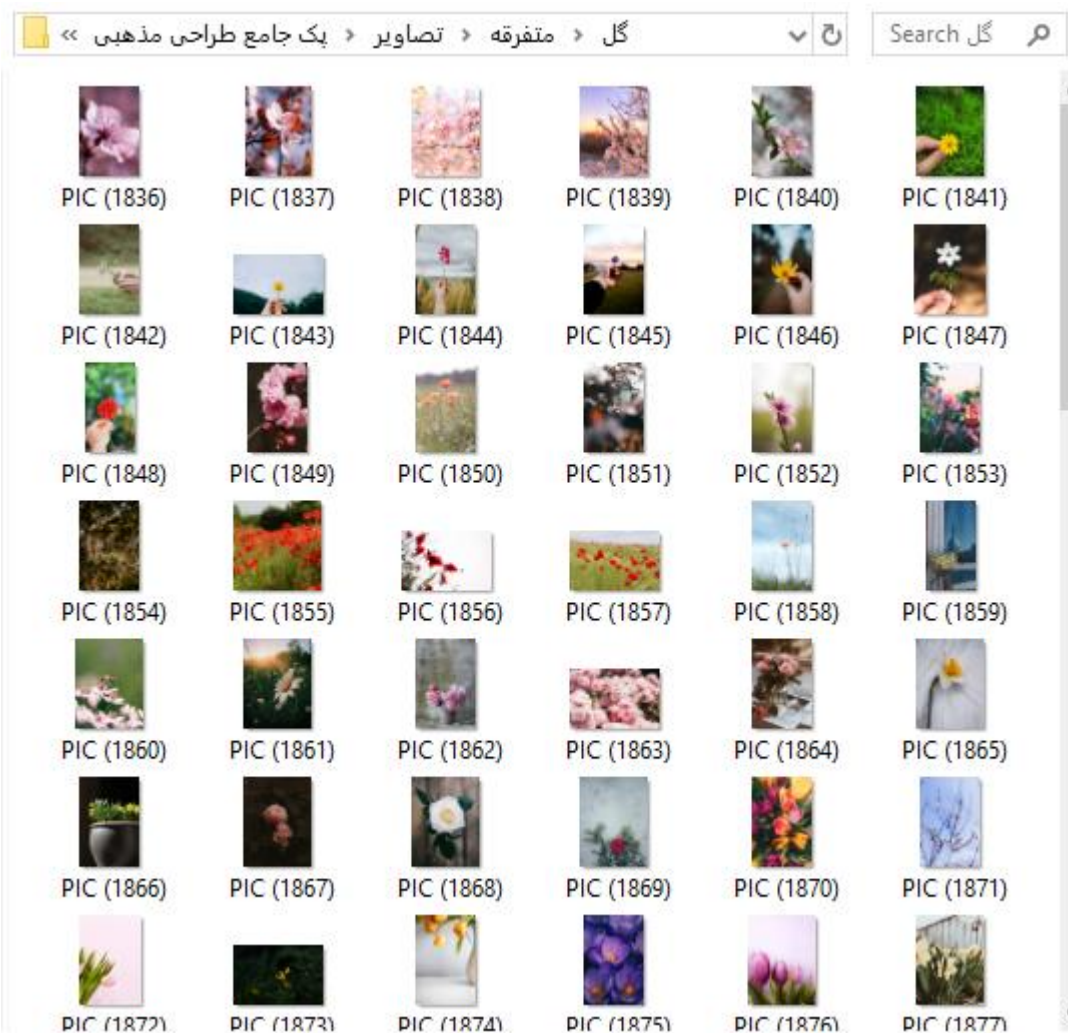 « پک جامع طراحی مذهبی › تصاویر › متفرقه › گل
Search گل
PIC (1836) PIC (1837) PIC (1838) PIC (1839) PIC (1840) PIC (1841)
PIC (1842) PIC (1843) PIC (1844) PIC (1845) PIC (1846) PIC (1847)
PIC (1848) PIC (1849) PIC (1850) PIC (1851) PIC (1852) PIC (1853)
PIC (1854) PIC (1855) PIC (1856) PIC (1857) PIC (1858) PIC (1859)
PIC (1860) PIC (1861) PIC (1862) PIC (1863) PIC (1864) PIC (1865)
PIC (1866) PIC (1867) PIC (1868) PIC (1869) PIC (1870) PIC (1871)
PIC (1872) PIC (1873) PIC (1874) PIC (1875) PIC (1876) PIC (1877)